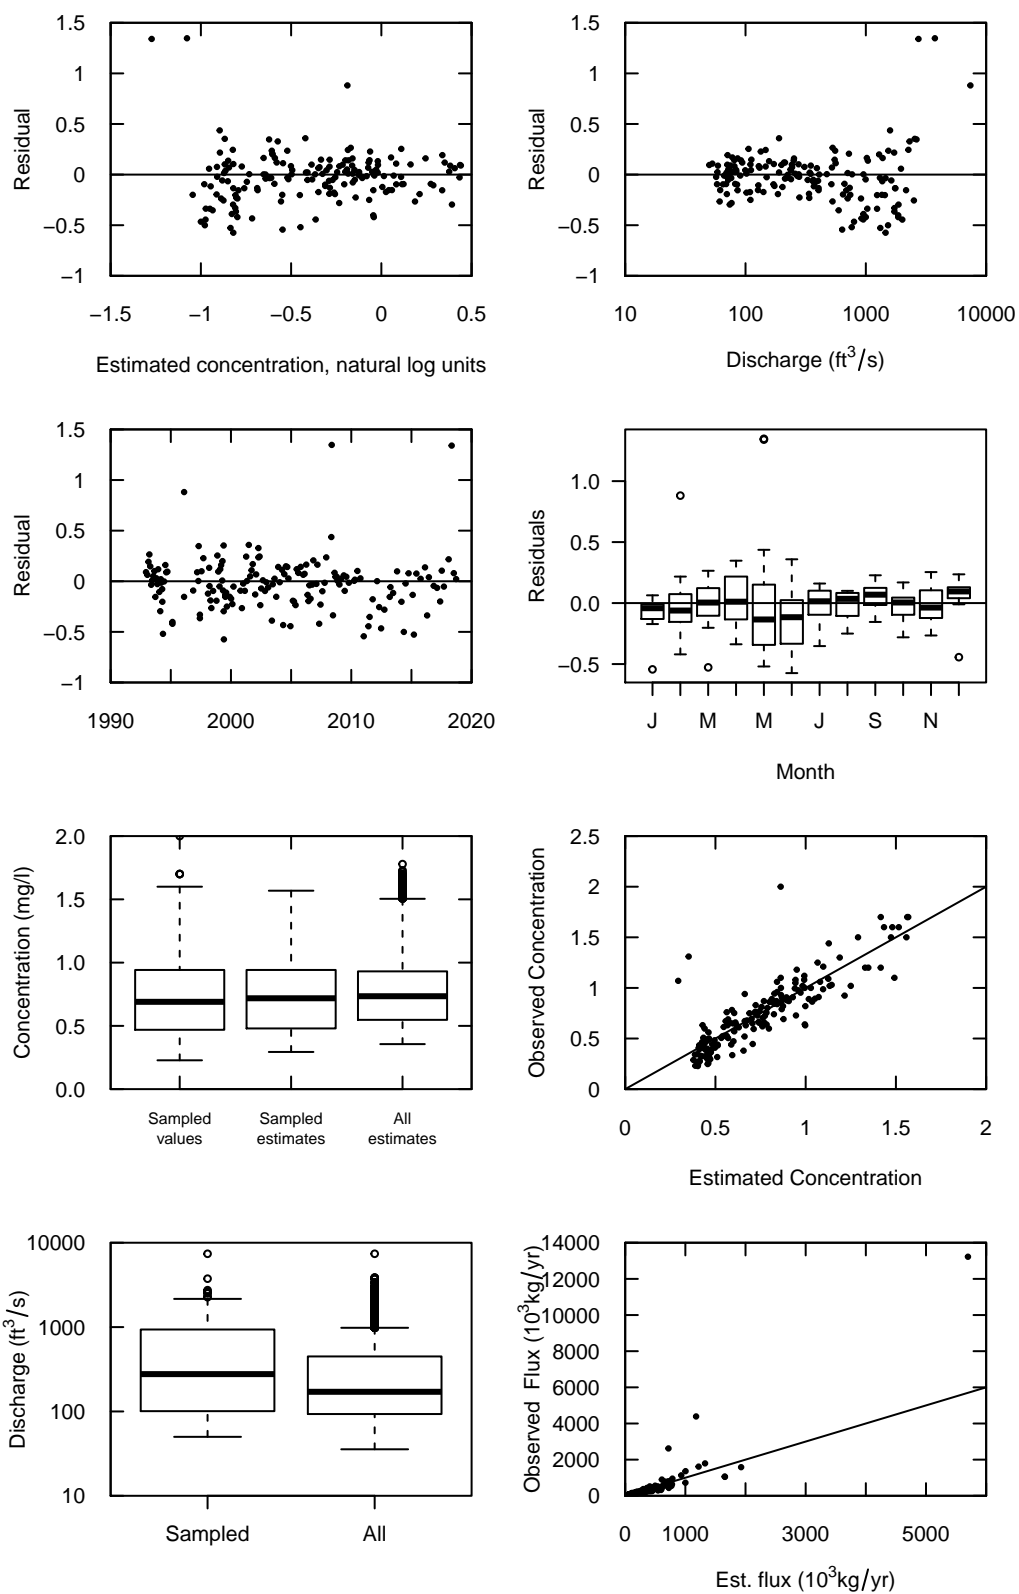 1.5
1
0.5
0
−0.5
−1
Residual
−1.5 −1 −0.5 0 0.5
Estimated concentration, natural log units
1.5
1
0.5
0
−0.5
−1
Residual
10 100 1000 10000
Discharge (ft3/s)
1.5
1
0.5
0
−0.5
−1
Residual
1990 2000 2010 2020
1.0
0.5
0.0
−0.5
Residuals
J M M J S N
Month
2.0
1.5
1.0
0.5
0.0
Concentration (mg/l)
Sampled values
Sampled estimates
All estimates
2.5
2
1.5
1
0.5
0
Observed Concentration
0 0.5 1 1.5 2
Estimated Concentration
10000
1000
100
10
Discharge (ft3/s)
Sampled All
14000
12000
10000
8000
6000
4000
2000
0
Observed Flux (103kg/yr)
0 1000 3000 5000
Est. flux (103kg/yr)